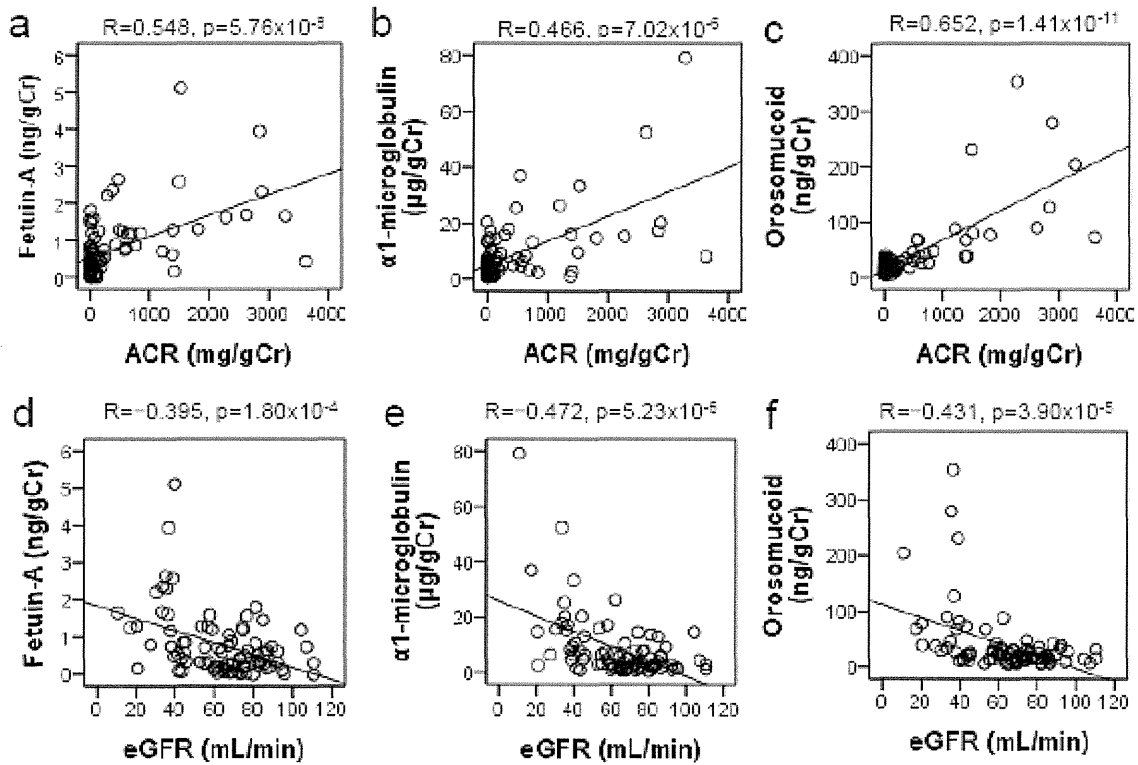 a
R=0.548, p=5.76x10-8
Fetuin-A (ng/gCr)
6
5
4
3
2
1
0
0 1000 2000 3000 4000
ACR (mg/gCr)
b
R=0.466, p=7.02x10-6
α1-microglobulin
(μg/gCr)
80
60
40
20
0
0 1000 2000 3000 4000
ACR (mg/gCr)
c
R=0.652, p=1.41x10-11
Orosomucoid
(ng/gCr)
400
300
200
100
0
0 1000 2000 3000 4000
ACR (mg/gCr)
d
R=−0.395, p=1.80x10-4
Fetuin-A (ng/gCr)
6
5
4
3
2
1
0
0 20 40 60 80 100 120
eGFR (mL/min)
e
R=−0.472, p=5.23x10-6
α1-microglobulin
(μg/gCr)
80
60
40
20
0
0 20 40 60 80 100 120
eGFR (mL/min)
f
R=−0.431, p=3.90x10-5
Orosomucoid
(ng/gCr)
400
300
200
100
0
0 20 40 60 80 100 120
eGFR (mL/min)